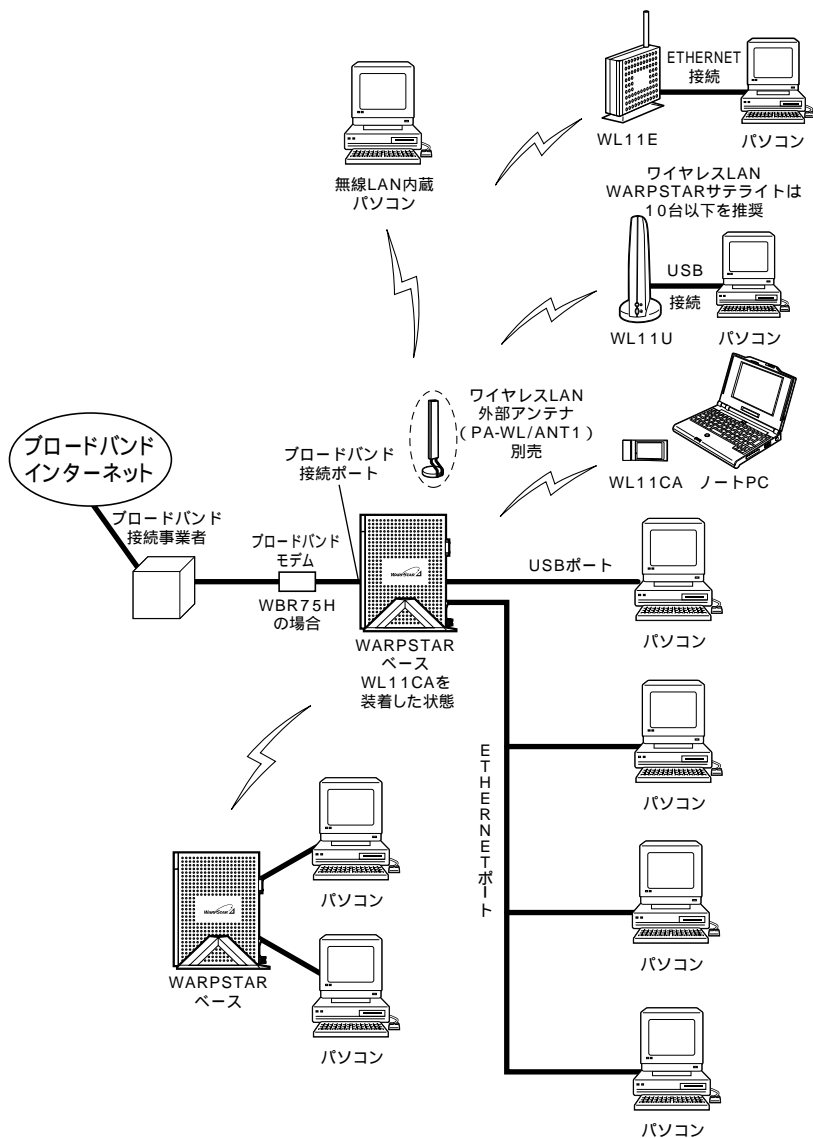 ETHERNET
接続
WL11E
パソコン
無線LAN内蔵
パソコン
ワイヤレスLAN
WARPSTARサテライトは
10台以下を推奨
USB
接続
WL11U
パソコン
ワイヤレスLAN
外部アンテナ
(PA-WL/ANT1)
別売
WL11CA
ノートPC
ブロードバンド
インターネット
ブロードバンド
接続事業者
ブロードバンド
接続ポート
ブロードバンド
モデム
WBR75H
の場合
WARPSTAR
WARPSTAR
ベース
WL11CAを
装着した状態
USBポート
パソコン
ETHERNETポート
パソコン
パソコン
パソコン
WARPSTAR
WARPSTAR
ベース
パソコン
パソコン